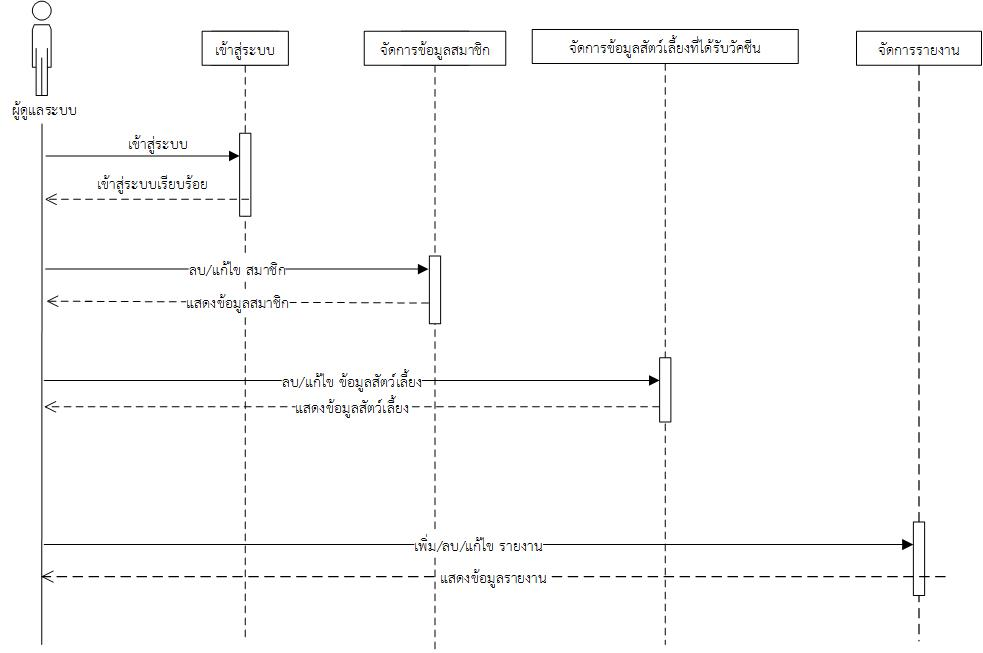 เข้าสู่ระบบ
จัดการข้อมูลสมาชิก
จัดการข้อมูลสัตว์เลี้ยงที่ได้รับวัคซีน
จัดการรายงาน
ผู้ดูแลระบบ
เข้าสู่ระบบ
เข้าสู่ระบบเรียบร้อย
ลบ/แก้ไข สมาชิก
แสดงข้อมูลสมาชิก
ลบ/แก้ไข ข้อมูลสัตว์เลี้ยง
แสดงข้อมูลสัตว์เลี้ยง
เพิ่ม/ลบ/แก้ไข รายงาน
แสดงข้อมูลรายงาน